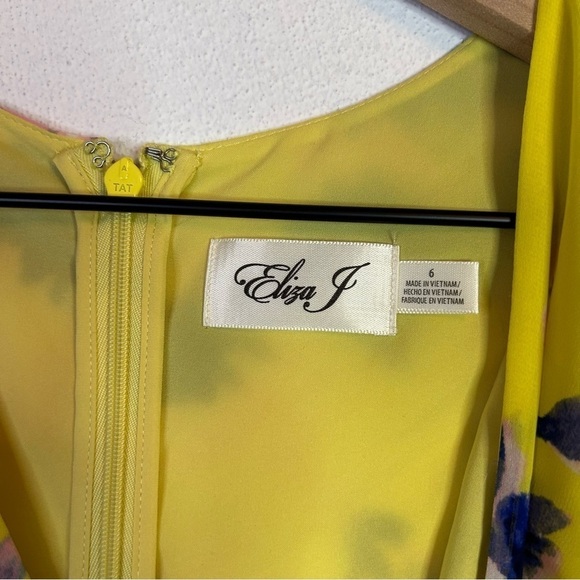 A
TAT
Eliza J
6
MADE IN VIETNAM/
HECHO EN VIETNAM/
FABRIQUE EN VIETNAM